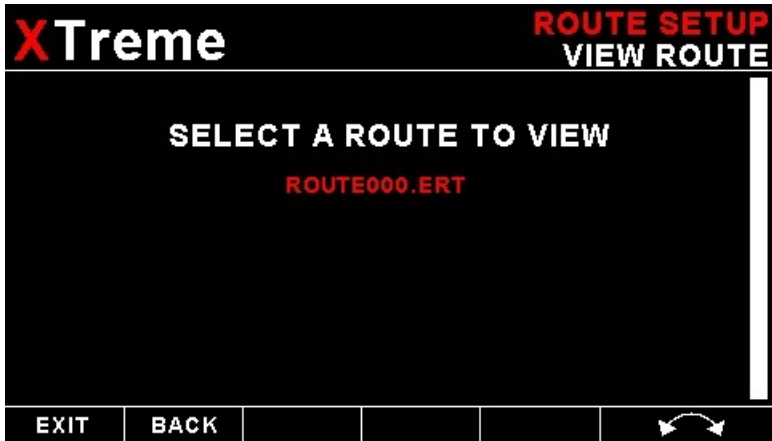 XTreme
ROUTE SETUP
VIEW ROUTE
SELECT A ROUTE TO VIEW
ROUTE000.ERT
EXIT BACK